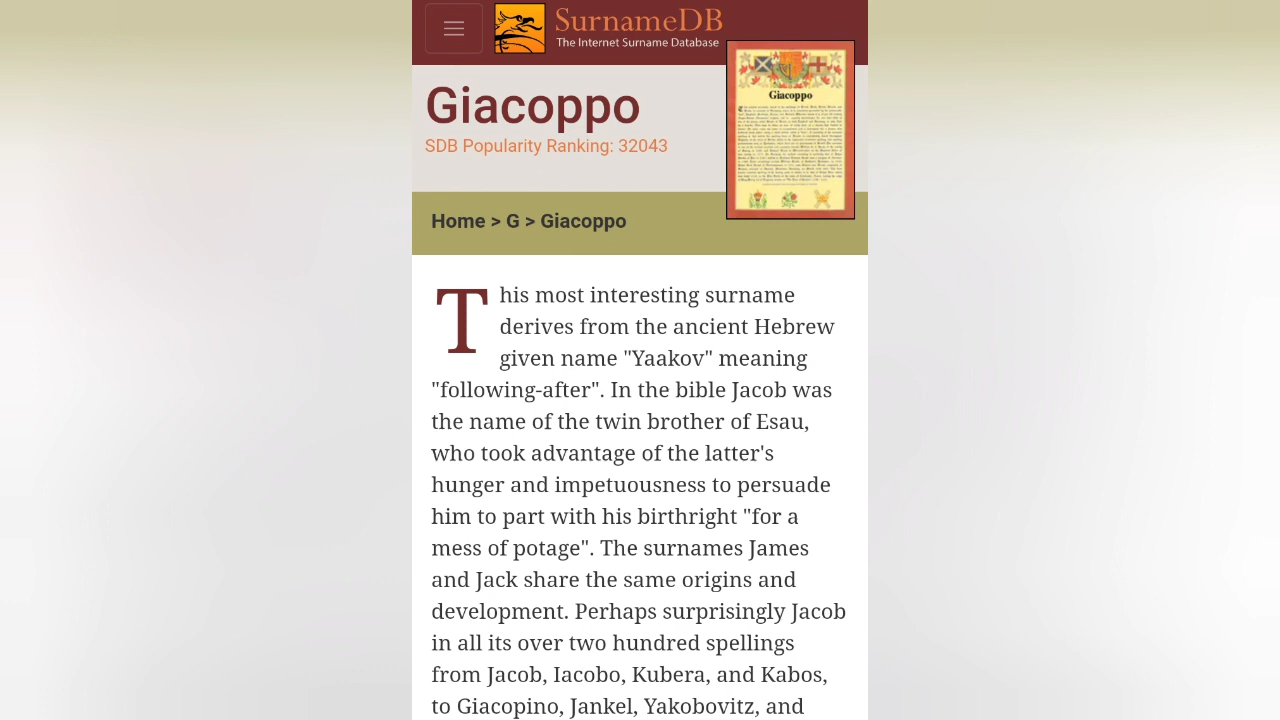 SurnameDB
The Internet Surname Database
Giacoppo
Giacoppo
SDB Popularity Ranking: 32043
Home > G > Giacoppo
This most interesting surname
derives from the ancient Hebrew
given name "Yaakov" meaning
"following-after". In the bible Jacob was
the name of the twin brother of Esau,
who took advantage of the latter's
hunger and impetuousness to persuade
him to part with his birthright "for a
mess of potage". The surnames James
and Jack share the same origins and
development. Perhaps surprisingly Jacob
in all its over two hundred spellings
from Jacob, Iacobo, Kubera, and Kabos,
to Giacopino, Jankel, Yakobovitz, and